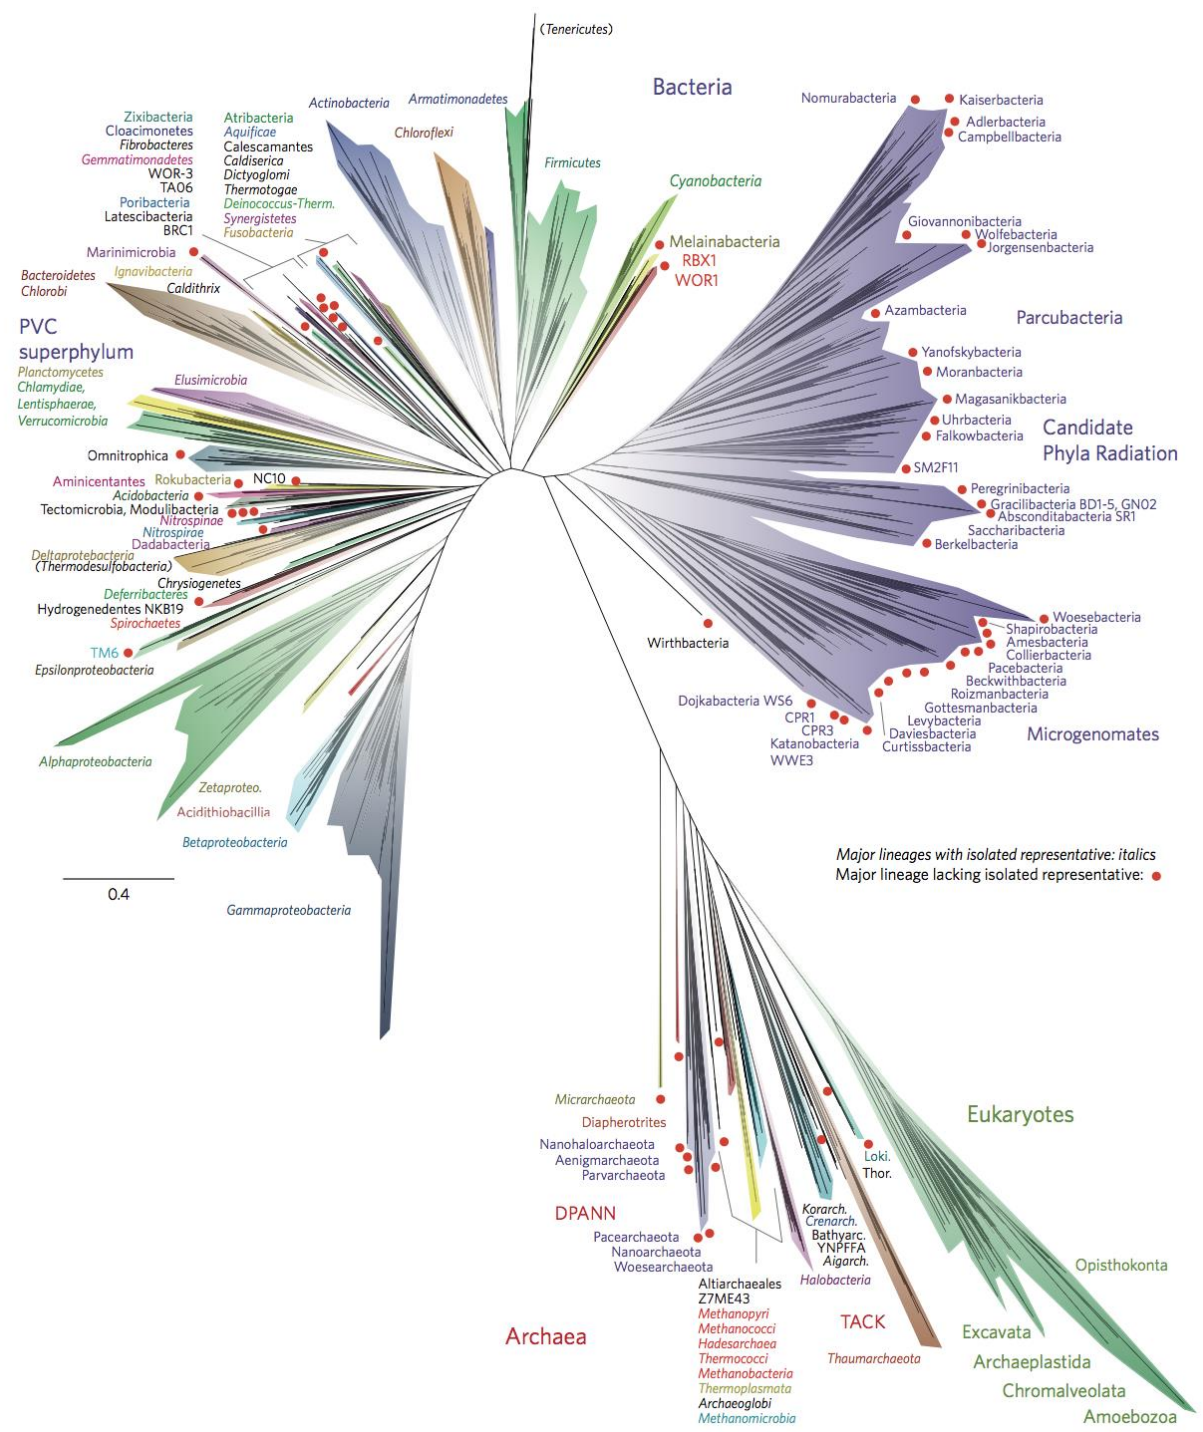 (Tenericutes)
Bacteria
Actinobacteria
Armatimonadetes
Chloroflexi
Firmicutes
Cyanobacteria
Melainabacteria
RBX1
WOR1
Zixibacteria
Cloacimonetes
Fibrobacteres
Gemmatimonadetes
WOR-3
TA06
Poribacteria
Latescibacteria
BRC1
Atribacteria
Aquificae
Calescamantes
Caldiserica
Dictyoglomi
Thermotogae
Deinococcus-Therm.
Synergistetes
Fusobacteria
Marinimicrobia
Ignavibacteria
Bacteroidetes
Chlorobi
Caldithrix
PVC
superphylum
Planctomycetes
Chlamydiae,
Lentisphaerae,
Verrucomicrobia
Elusimicrobia
Omnitrophica
Aminicentantes
Rokubacteria
NC10
Acidobacteria
Tectomicrobia, Modulibacteria
Nitrospinae
Nitrospirae
Dadabacteria
Deltaprotebacteria
(Thermodesulfobacteria)
Chrysiogenetes
Deferribacteres
Hydrogenedentes NKB19
Spirochaetes
TM6
Epsilonproteobacteria
Alphaproteobacteria
Zetaproteo.
Acidithiobacillia
Betaproteobacteria
Gammaproteobacteria
0.4
Nomurabacteria
Kaiserbacteria
Adlerbacteria
Campbellbacteria
Giovannonibacteria
Wolfebacteria
Jorgensenbacteria
Azambacteria
Parcubacteria
Yanofskybacteria
Moranbacteria
Magasanikbacteria
Uhrbacteria
Falkowbacteria
Candidate
Phyla Radiation
SM2F11
Peregrinibacteria
Gracilibacteria BD1-5, GN02
Absconditabacteria SR1
Saccharibacteria
Berkelbacteria
Woesebacteria
Shapirobacteria
Amesbacteria
Collierbacteria
Pacebacteria
Beckwithbacteria
Roizmanbacteria
Gottesmanbacteria
Levybacteria
Daviesbacteria
Curtissbacteria
Microgenomates
Wirthbacteria
Dojkabacteria WS6
CPR1
CPR3
Katanobacteria
WWE3
Major lineages with isolated representative: italics
Major lineage lacking isolated representative:
Micrarchaeota
Diapherotrites
Nanohaloarchaeota
Aenigmarchaeota
Parvarchaeota
DPANN
Pacearchaeota
Nanoarchaeota
Woesearchaeota
Altiarchaeales
Z7ME43
Methanopyri
Methanococci
Hadesarchaea
Thermococci
Methanobacteria
Thermoplasmata
Archaeoglobi
Methanomicrobia
Archaea
Halobacteria
Korarch.
Crenarch.
Bathyarc.
YNPFFA
Aigarch.
TACK
Thaumarchaeota
Loki.
Thor.
Eukaryotes
Opisthokonta
Excavata
Archaeplastida
Chromalveolata
Amoebozoa